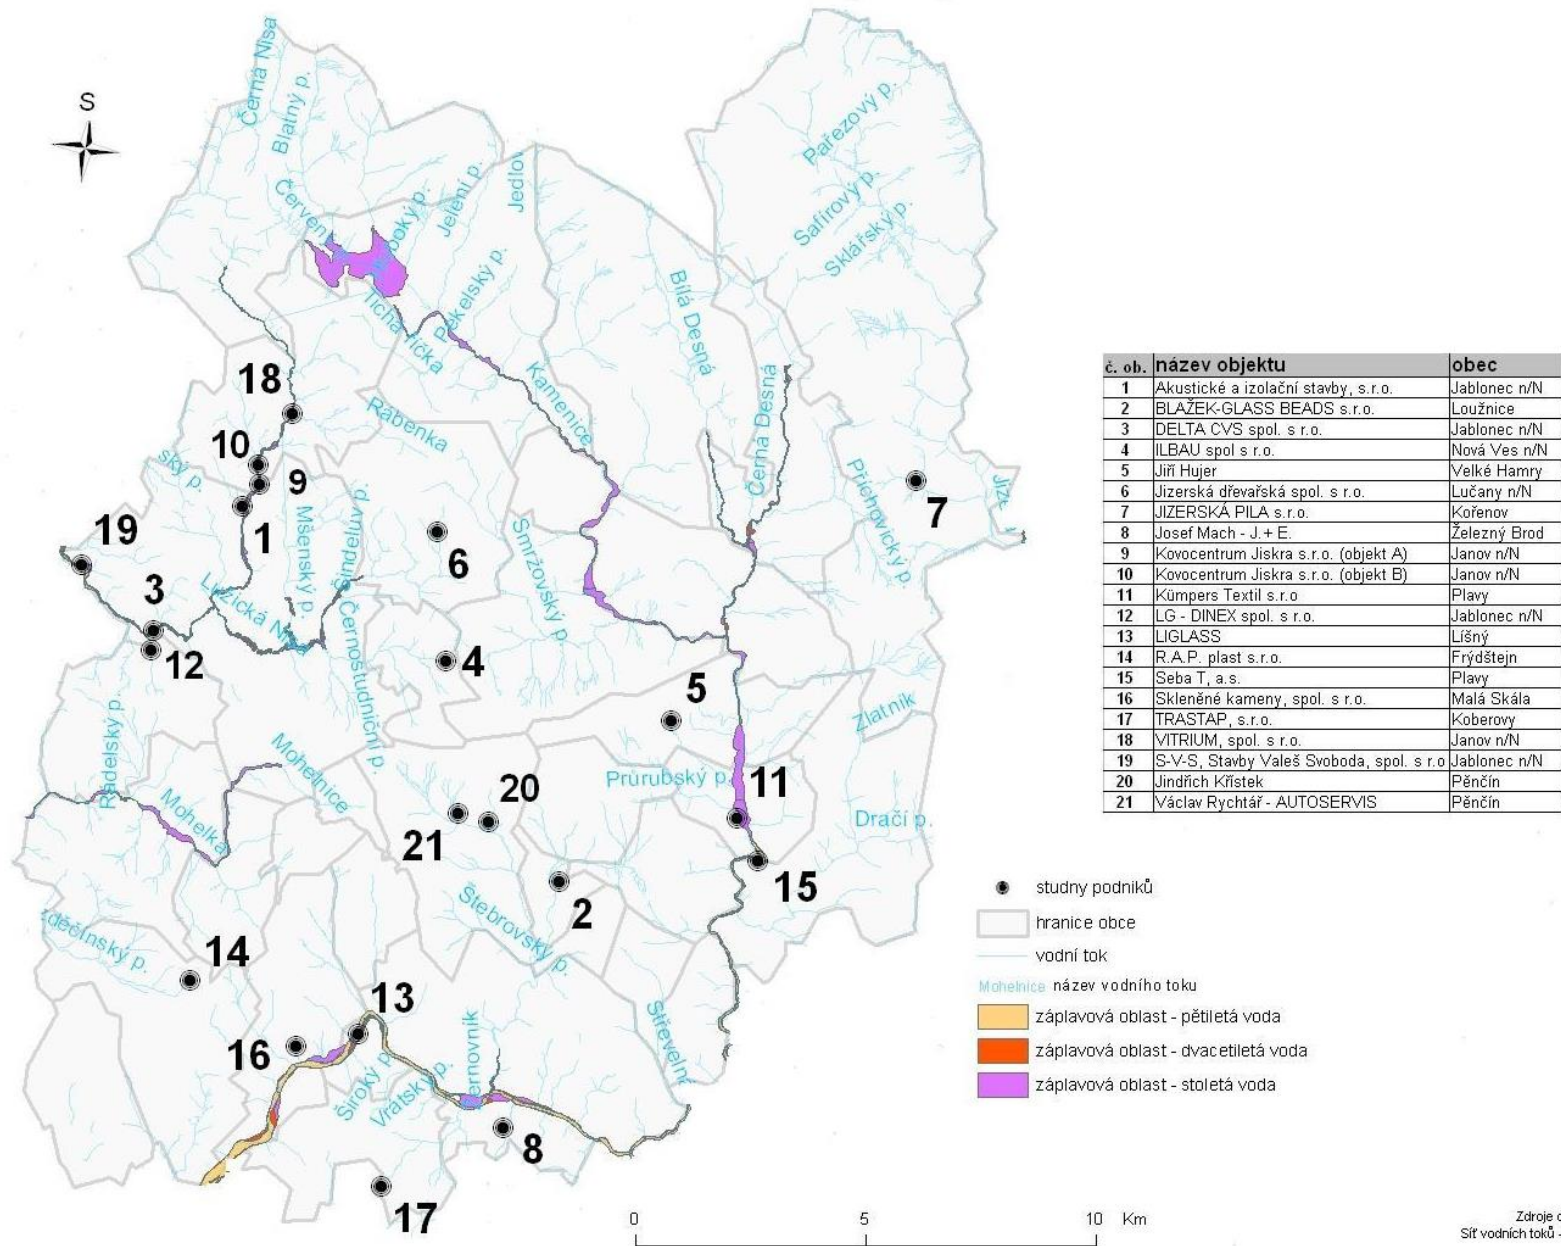 S
Černá Nisa
Blatný p.
Pařezový p.
Safírový p.
Sklářský p.
Jelení p.
Pekelský p.
Tichá říčka
Bílá Desná
Kamenice
Černá Desná
18
Rabenka
10
ský p.
9
Příchovický p.
7
19
1
Mšenský p.
Šindelův p.
6
Smržovský p.
3
Lužická Nisa
12
Černostudniční p.
4
5
Zlatník
Radelský p.
Mohelnice
Průrubský p.
11
20
Mohelka
21
Dračí p.
15
2
Štebrovský p.
14
13
16
Široký p.
Vrátský p.
8
17
č. ob. název objektu obec
1 Akustické a izolační stavby, s.r.o. Jablonec n/N
2 BLAŽEK-GLASS BEADS s.r.o. Loužnice
3 DELTA CVS spol. s r.o. Jablonec n/N
4 ILBAU spol s r.o. Nová Ves n/N
5 Jiří Hujer Velké Hamry
6 Jizerská dřevařská spol. s r.o. Lučany n/N
7 JIZERSKÁ PILA s.r.o. Kořenov
8 Josef Mach - J.+ E. Železný Brod
9 Kovocentrum Jiskra s.r.o. (objekt A) Janov n/N
10 Kovocentrum Jiskra s.r.o. (objekt B) Janov n/N
11 Kümpers Textil s.r.o Plavy
12 LG - DINEX spol. s r.o. Jablonec n/N
13 LIGLASS Líšný
14 R.A.P. plast s.r.o. Frýdštejn
15 Seba T, a.s. Plavy
16 Skleněné kameny, spol. s r.o. Malá Skála
17 TRASTAP, s.r.o. Koberovy
18 VITRIUM, spol. s r.o. Janov n/N
19 S-V-S, Stavby Valeš Svoboda, spol. s r.o Jablonec n/N
20 Jindřich Křístek Pěnčín
21 Václav Rychtář - AUTOSERVIS Pěnčín
studny podniků
hranice obce
vodní tok
Mohelnice název vodního toku
záplavová oblast - pětiletá voda
záplavová oblast - dvacetiletá voda
záplavová oblast - stoletá voda
0 5 10 Km
Zdroje
Síť vodních toků